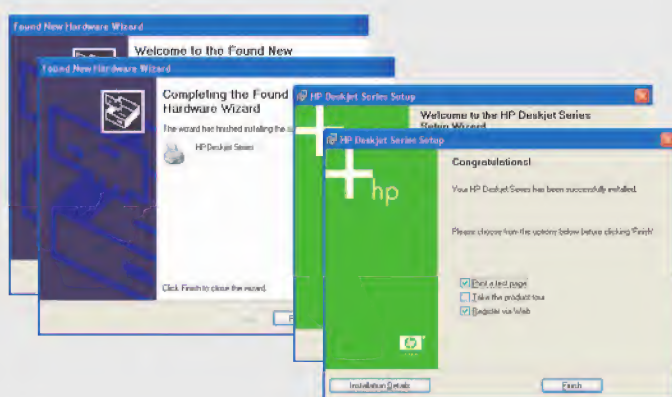 Found New Hardware Wizard
Welcome to the Found New
Found New Hardware Wizard
Completing the Found
Hardware Wizard
The wizard has finished installing the
HP Deskjet Series
Click Finish to close the wizard.
HP Deskjet Series Setup
Welcome to the HP Deskjet Series
Setup Wizard
HP Deskjet Series Setup
hp
Congratulations!
Your HP Deskjet Series has been successfully installed.
Please choose from the options below before clicking 'Finish'
Print a test page
Take the product tour
Register via Web
hp
Installation Details
Finish